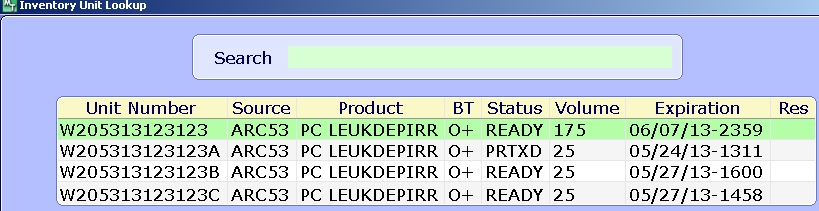 Inventory Unit Lookup
Search
Unit Number Source Product BT Status Volume Expiration Res
W205313123123 ARC53 PC LEUKDEPIRR O+ READY 175 06/07/13-2359
W205313123123A ARC53 PC LEUKDEPIRR O+ PRTXD 25 05/24/13-1311
W205313123123B ARC53 PC LEUKDEPIRR O+ READY 25 05/27/13-1600
W205313123123C ARC53 PC LEUKDEPIRR O+ READY 25 05/27/13-1458